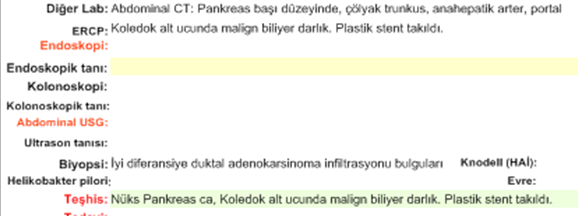 Diğer Lab: Abdominal CT: Pankreas başı düzeyinde, çölyak trunkus, anahepatik arter, portal
ERCP: Koledok alt ucunda malign biliyer darlık. Plastik stent takıldı.
Endoskopi:
Endoskopik tanı:
Kolonoskopi:
Kolonoskopik tanı:
Abdominal USG:
Ultrason tanısı:
Biyopsi: İyi diferansiye duktal adenokarsinoma infiltrasyonu bulguları Knodell (HAİ):
Helikobakter pilori: Evre:
Teşhis: Nüks Pankreas ca, Koledok alt ucunda malign biliyer darlık. Plastik stent takıldı.